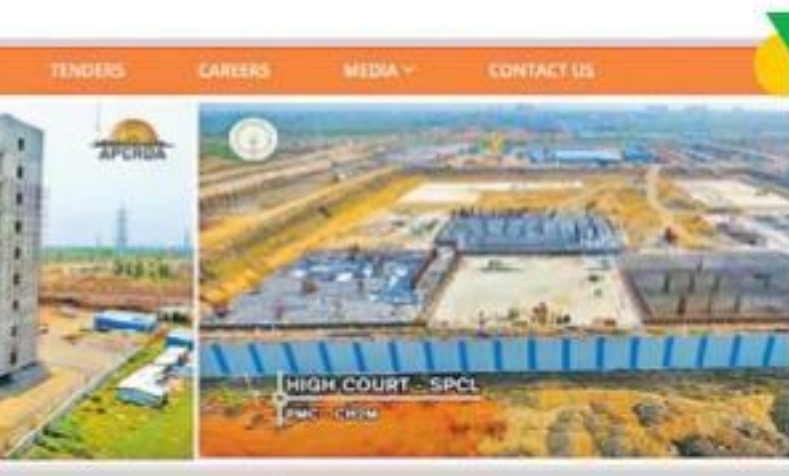 TENDERS CAREERS MEDIA CONTACT US
APCRDA
HIGH COURT - SPCL
PMC - CH2M